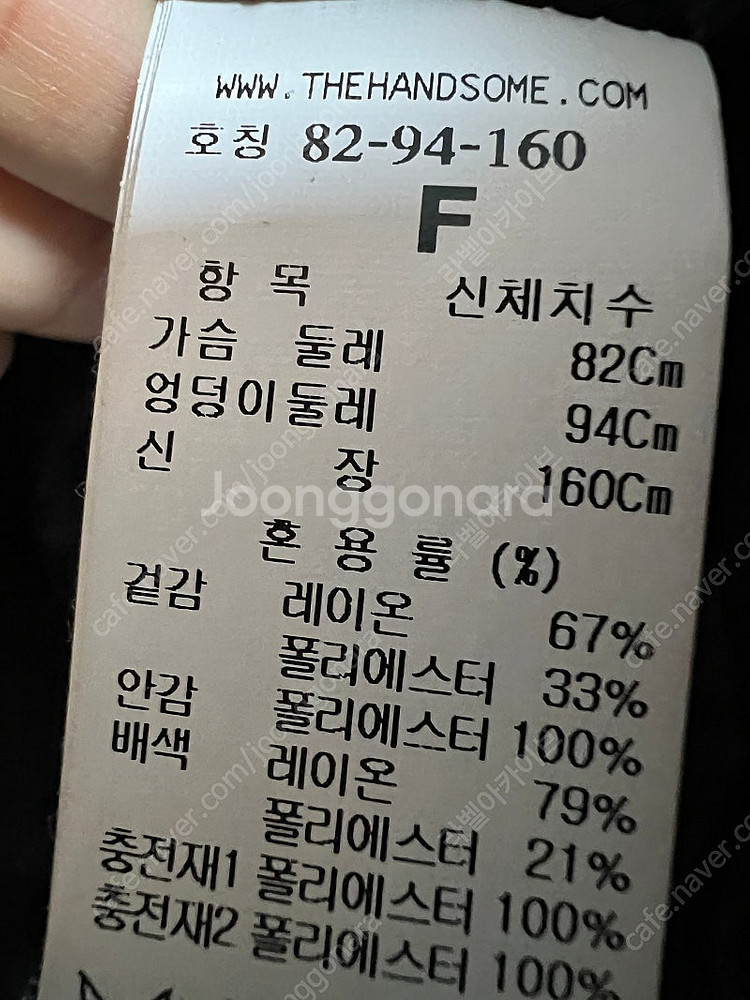 WWW.THEHANDSOME.COM
호칭 82-94-160
F
항 목 신체치수
가슴 둘레 82Cm
엉덩이둘레 94Cm
신 장 160Cm
Joonggonara
혼 용 률 (%)
겉감 레이온 67%
폴리에스터 33%
안감 폴리에스터 100%
배색 레이온 79%
폴리에스터 21%
충전재1 폴리에스터 100%
충전재2 폴리에스터 100%